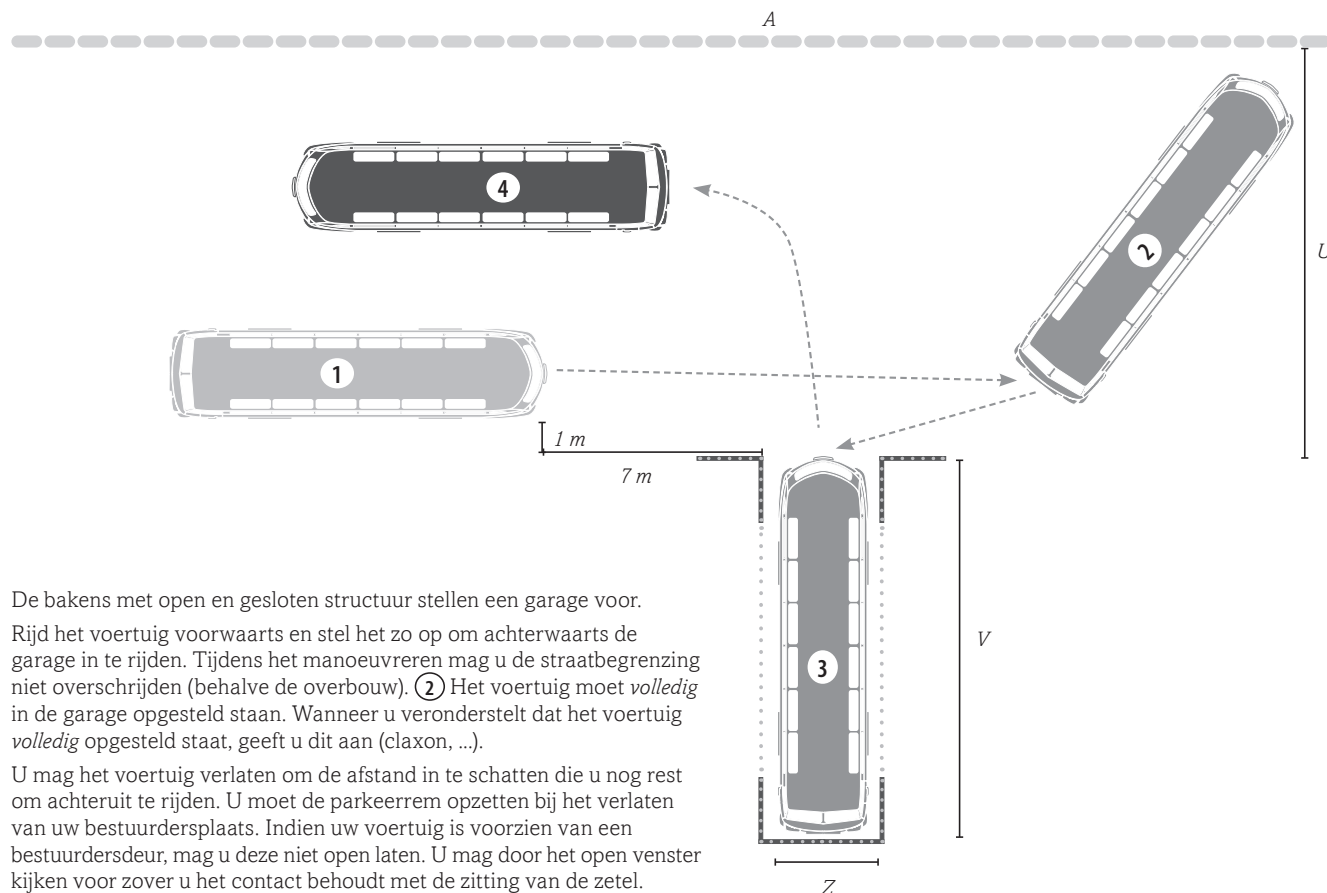 A
4
2
U
1
1 m
7 m
3
V
De bakens met open en gesloten structuur stellen een garage voor.
Rijd het voertuig voorwaarts en stel het zo op om achterwaarts de
garage in te rijden. Tijdens het manoeuvreren mag u de straatbegrenzing
niet overschrijden (behalve de overbouw). 2 Het voertuig moet volledig
in de garage opgesteld staan. Wanneer u veronderstelt dat het voertuig
volledig opgesteld staat, geeft u dit aan (claxon, ...).
U mag het voertuig verlaten om de afstand in te schatten die u nog rest
om achteruit te rijden. U moet de parkeerrem opzetten bij het verlaten
van uw bestuurdersplaats. Indien uw voertuig is voorzien van een
bestuurdersdeur, mag u deze niet open laten. U mag door het open venster
kijken voor zover u het contact behoudt met de zitting van de zetel.
Z